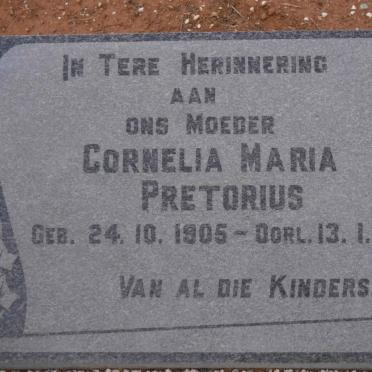 In Tere Herinnering
aan
ons Moeder
Cornelia Maria
Pretorius
Geb. 24. 10. 1905 – Oorl. 13. 1.
Van al die Kinders.